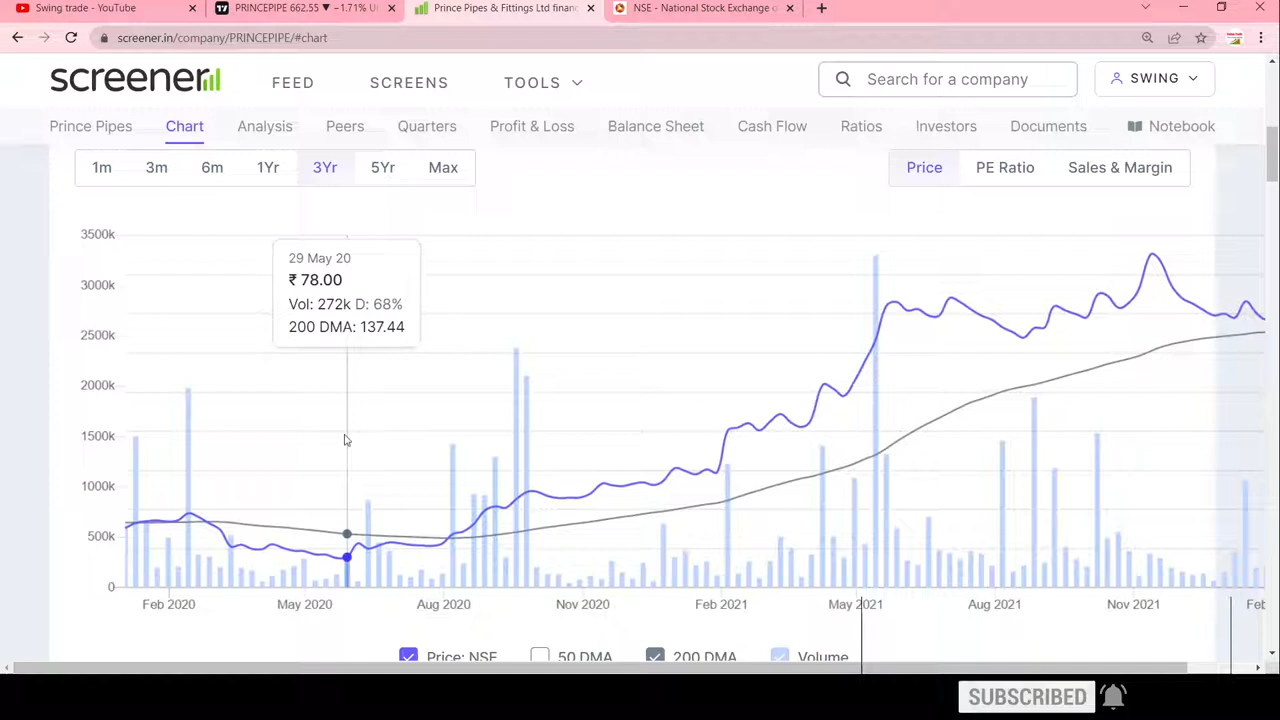 Swing trade - YouTube
PRINCEPIPE 662.55 ▼ −1.71% U
Prince Pipes & Fittings Ltd financ
NSE - National Stock Exchange o
screener.in/company/PRINCEPIPE/#chart
screener
FEED SCREENS TOOLS
Search for a company
SWING
Prince Pipes Chart Analysis Peers Quarters Profit & Loss Balance Sheet Cash Flow Ratios Investors Documents Notebook
1m 3m 6m 1Yr 3Yr 5Yr Max
Price PE Ratio Sales & Margin
3500k
3000k
2500k
2000k
1500k
1000k
500k
0
29 May 20
₹ 78.00
Vol: 272k D: 68%
200 DMA: 137.44
Feb 2020 May 2020 Aug 2020 Nov 2020 Feb 2021 May 2021 Aug 2021 Nov 2021 Feb
Price: NSE 50 DMA 200 DMA Volume
SUBSCRIBED